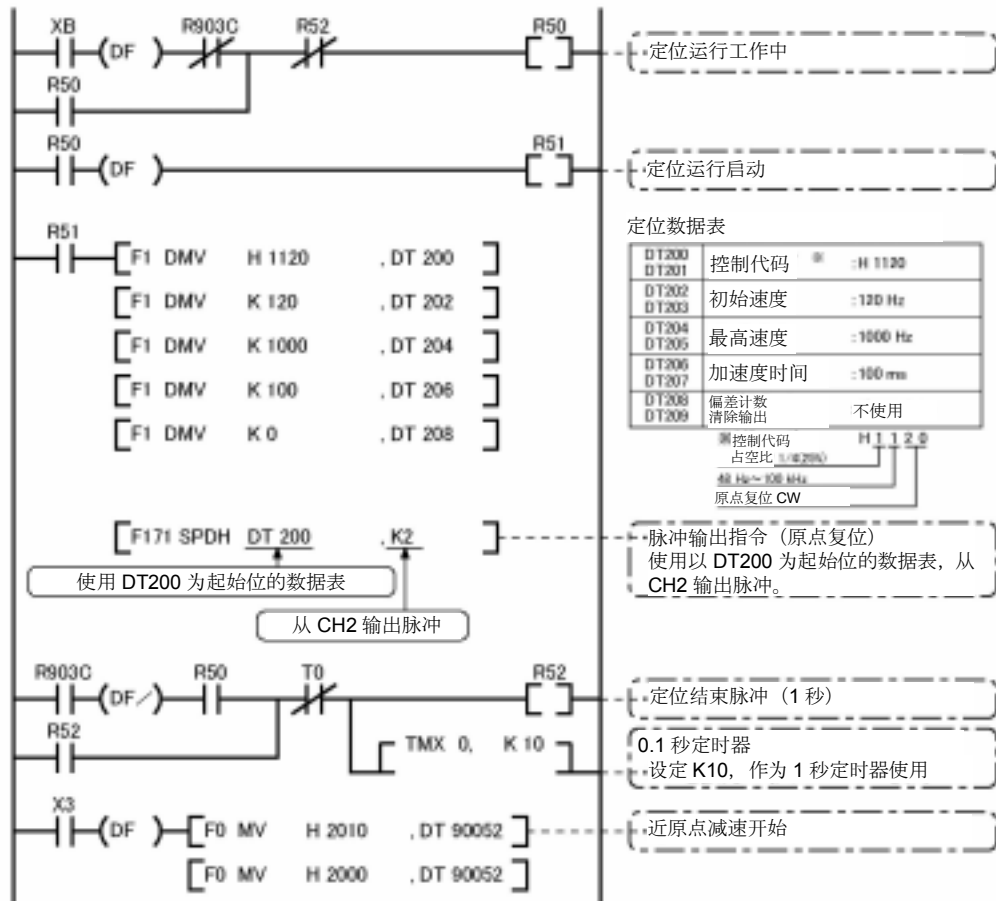 XB R903C R52 R50
(DF )
定位运行工作中
R50
R50 R51
(DF )
定位运行启动
R51
F1 DMV H 1120 , DT 200
F1 DMV K 120 , DT 202
F1 DMV K 1000 , DT 204
F1 DMV K 100 , DT 206
F1 DMV K 0 , DT 208
定位数据表
DT200
DT201
控制代码 ※ : H 1120
DT202
DT203
初始速度 : 120 Hz
DT204
DT205
最高速度 : 1000 Hz
DT206
DT207
加速度时间 : 100 ms
DT208
DT209
偏差计数
清除输出
不使用
※控制代码 H 1 1 2 0
占空比 1/4(25%)
48 Hz～100 kHz
原点复位 CW
F171 SPDH DT 200 , K2
脉冲输出指令（原点复位）
使用以 DT200 为起始位的数据表，从
CH2 输出脉冲。
使用 DT200 为起始位的数据表
从 CH2 输出脉冲
R903C R50 T0 R52
(DF/)
定位结束脉冲（1 秒）
R52
TMX 0, K 10
0.1 秒定时器
设定 K10，作为 1 秒定时器使用
X3
(DF )
F0 MV H 2010 , DT 90052
近原点减速开始
F0 MV H 2000 , DT 90052